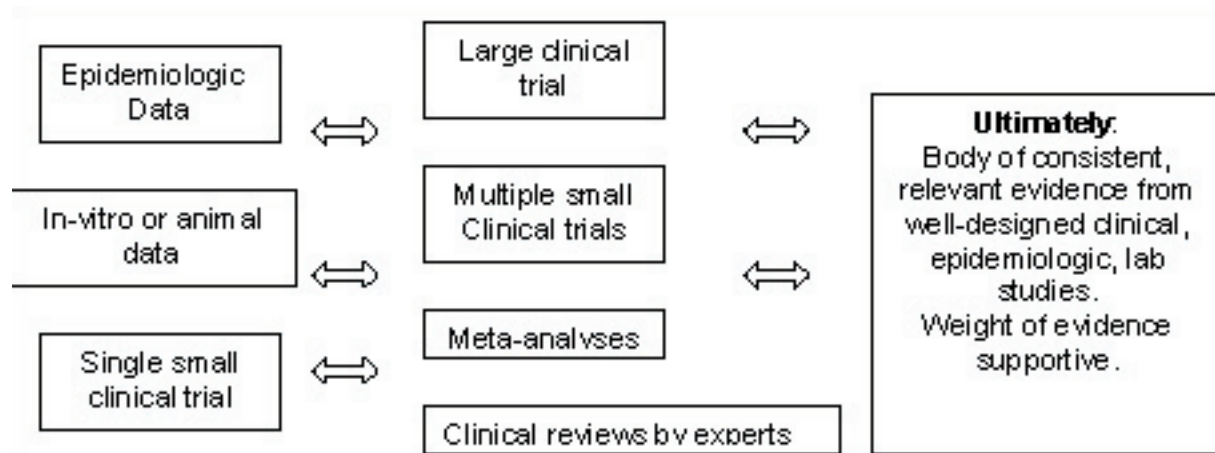 Epidemiologic
Data
In-vitro or animal
data
Single small
clinical trial
Large clinical
trial
Multiple small
Clinical trials
Meta-analyses
Clinical reviews by experts
Ultimately:
Body of consistent,
relevant evidence from
well-designed clinical,
epidemiologic, lab
studies.
Weight of evidence
supportive.